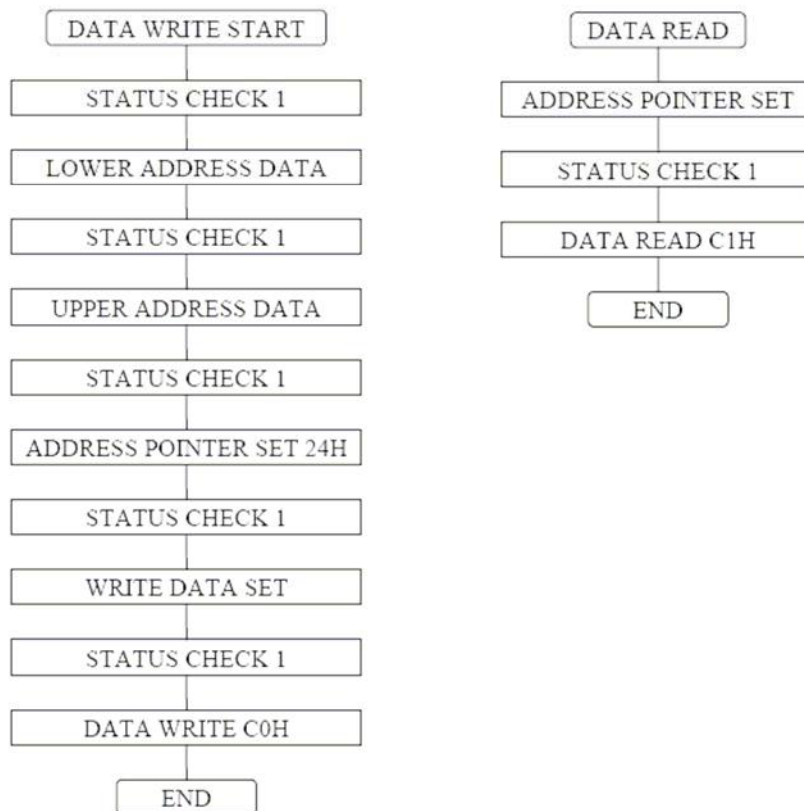 DATA WRITE START
STATUS CHECK 1
LOWER ADDRESS DATA
STATUS CHECK 1
UPPER ADDRESS DATA
STATUS CHECK 1
ADDRESS POINTER SET 24H
STATUS CHECK 1
WRITE DATA SET
STATUS CHECK 1
DATA WRITE C0H
END
DATA READ
ADDRESS POINTER SET
STATUS CHECK 1
DATA READ C1H
END